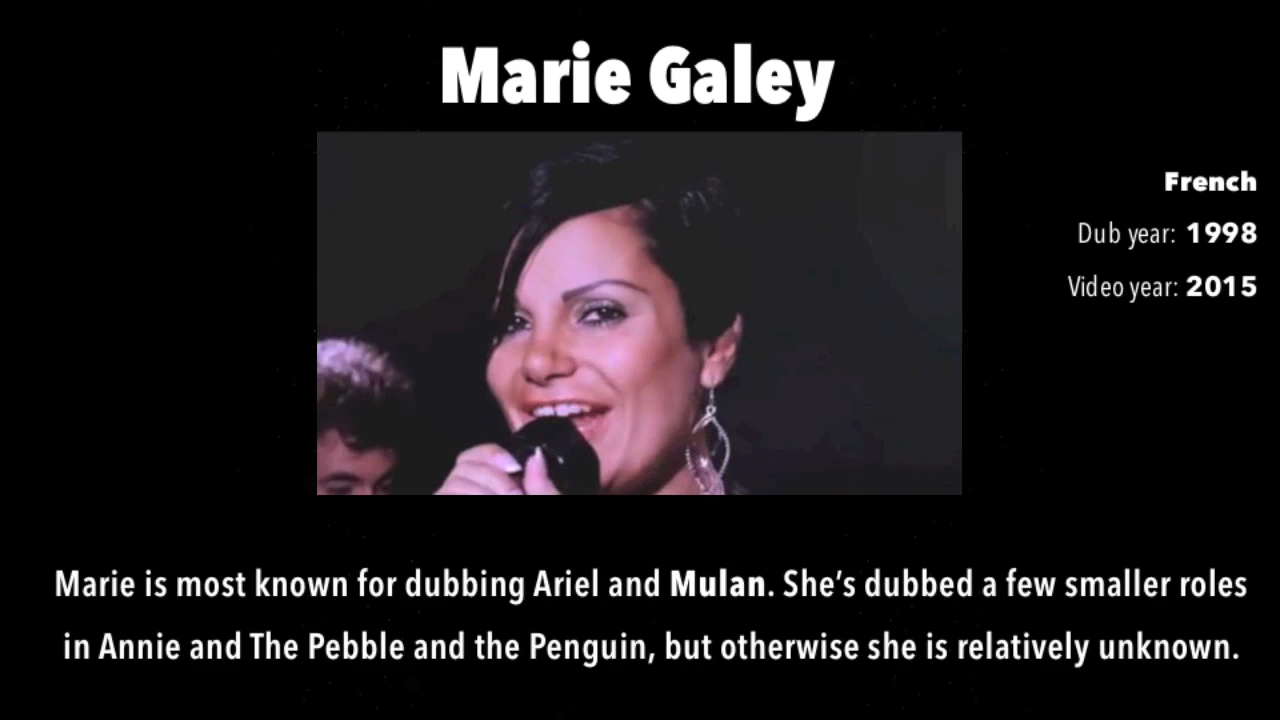 Marie Galey
French
Dub year: 1998
Video year: 2015
Marie is most known for dubbing Ariel and Mulan. She’s dubbed a few smaller roles
in Annie and The Pebble and the Penguin, but otherwise she is relatively unknown.